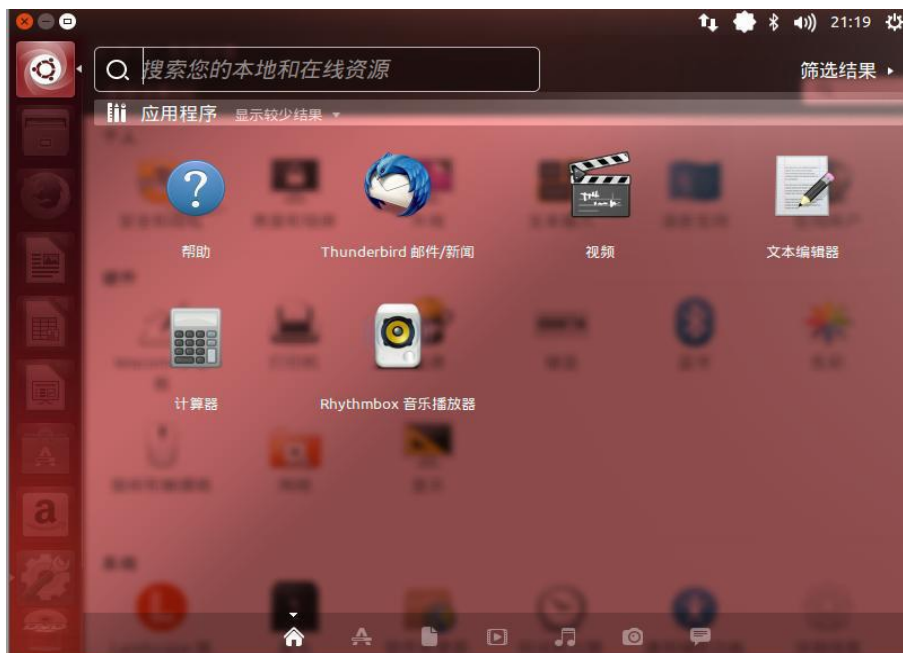 21:19
搜索您的本地和在线资源
筛选结果
应用程序 显示较少结果
帮助
Thunderbird 邮件/新闻
视频
文本编辑器
计算器
Rhythmbox 音乐播放器